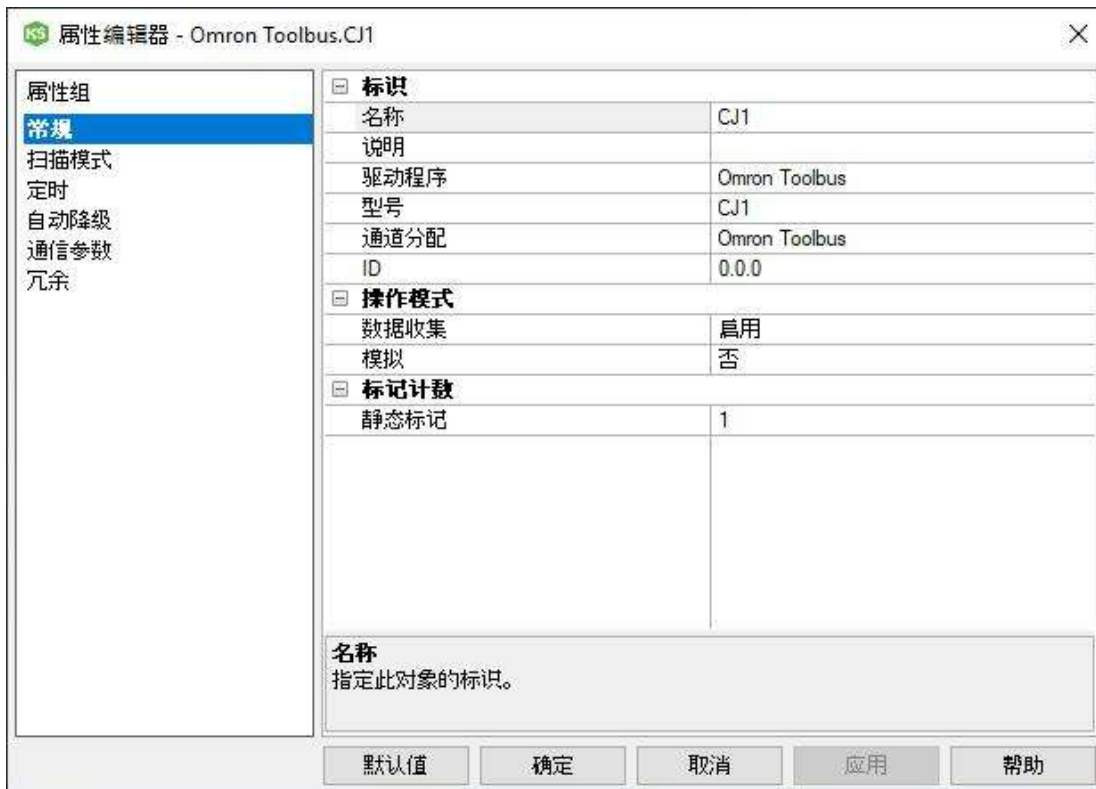 KS 属性编辑器 - Omron Toolbus.CJ1
属性组
常规
扫描模式
定时
自动降级
通信参数
冗余
标识
名称 CJ1
说明
驱动程序 Omron Toolbus
型号 CJ1
通道分配 Omron Toolbus
ID 0.0.0
操作模式
数据收集 启用
模拟 否
标记计数
静态标记 1
名称
指定此对象的标识。
默认值 确定 取消 应用 帮助